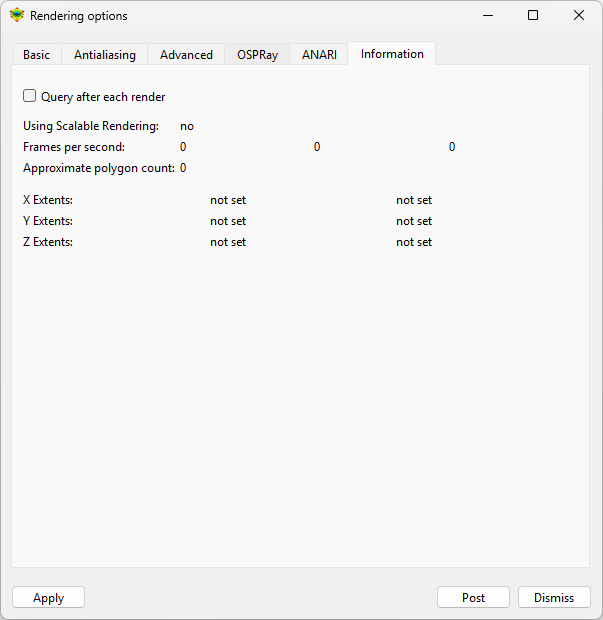 Rendering options
Basic Antialiasing Advanced OSPRay ANARI Information
Query after each render
Using Scalable Rendering: no
Frames per second: 0 0 0
Approximate polygon count: 0
X Extents: not set not set
Y Extents: not set not set
Z Extents: not set not set
Apply Post Dismiss